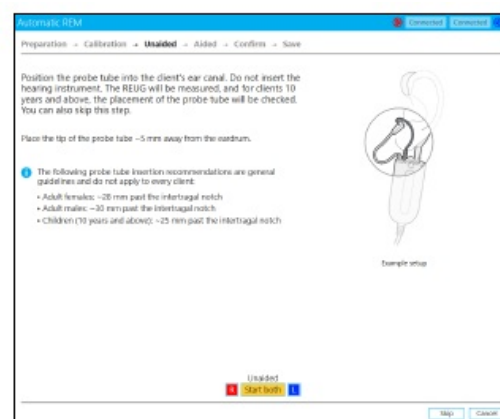 Automatic REM
Connected Connected
Preparation → Calibration → Unaided → Aided → Confirm → Save
Position the probe tube into the client's ear canal. Do not insert the
hearing instrument. The REUG will be measured, and for clients 10
years and above, the placement of the probe tube will be checked.
You can also skip this step.
Place the tip of the probe tube ~5 mm away from the eardrum.
The following probe tube insertion recommendations are general
guidelines and do not apply to every client:
• Adult females: ~28 mm past the intertragal notch
• Adult males: ~30 mm past the intertragal notch
• Children (10 years and above): ~25 mm past the intertragal notch
Example setup
Unaided
R Start both L
Skip Cancel